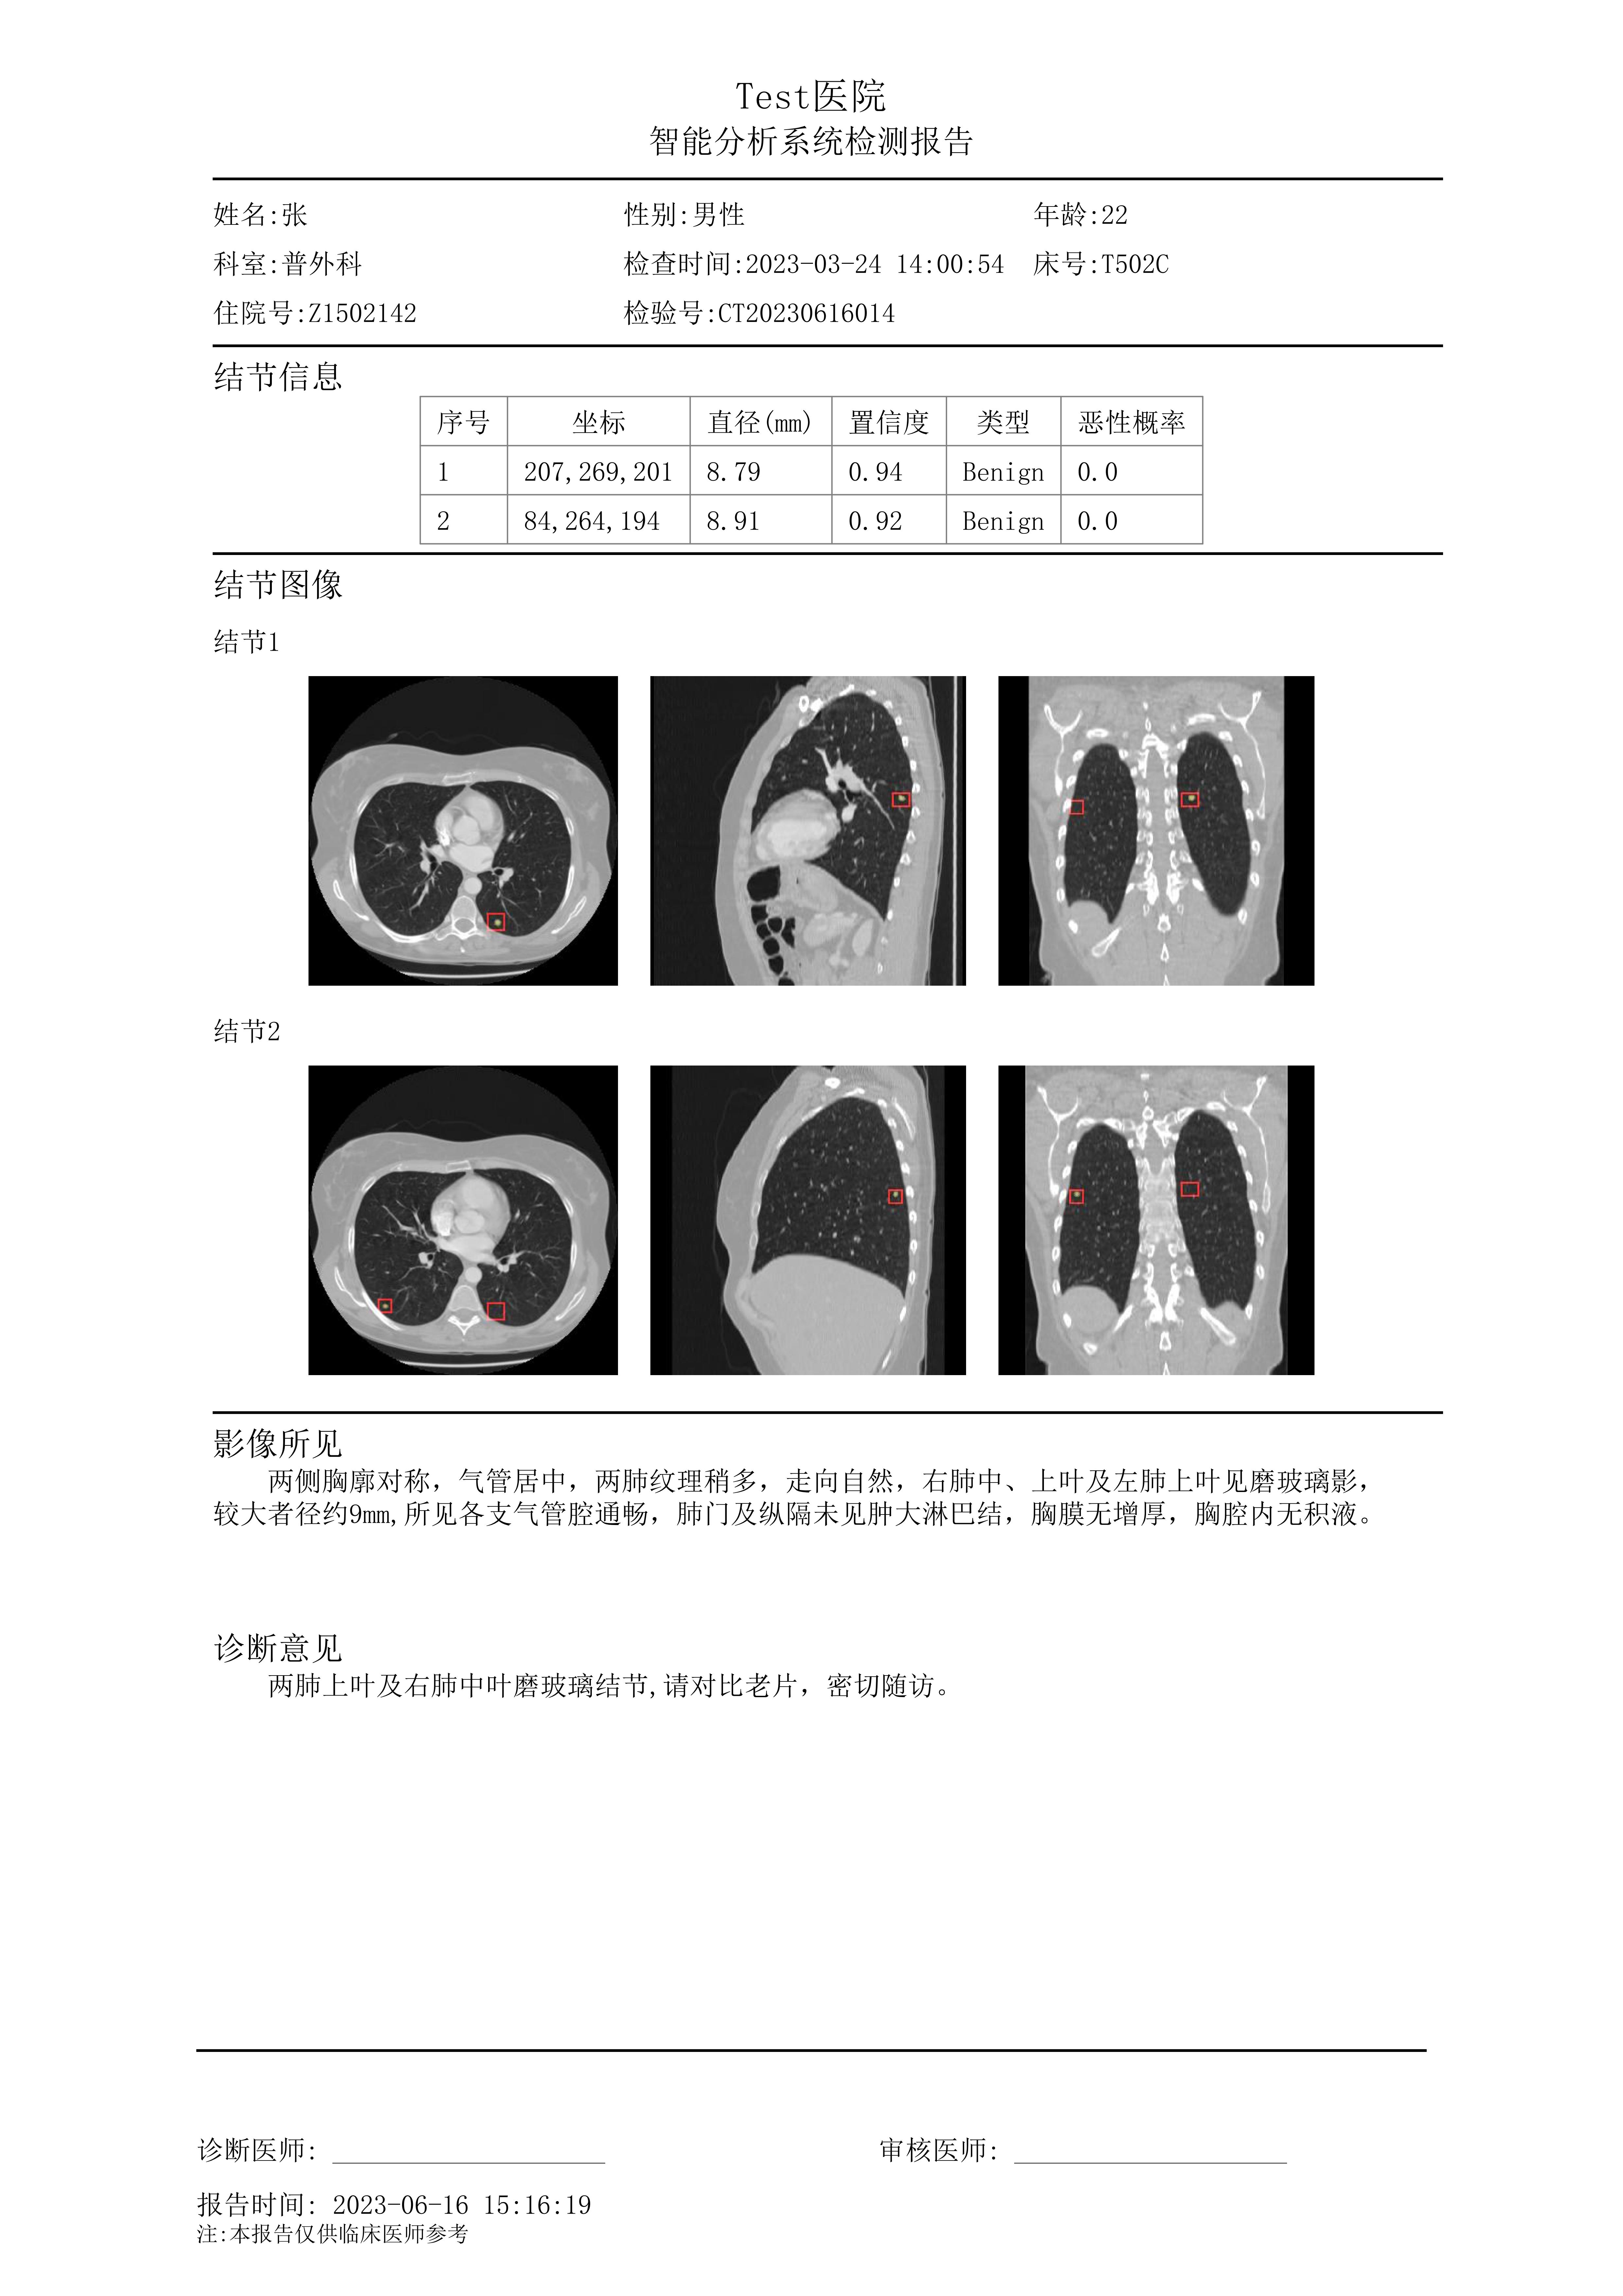 Test医院
智能分析系统检测报告
姓名:张 性别:男性 年龄:22
科室:普外科 检查时间:2023-03-24 14:00:54 床号:T502C
住院号:Z1502142 检验号:CT20230616014
结节信息
序号 坐标 直径(mm) 置信度 类型 恶性概率
1 207,269,201 8.79 0.94 Benign 0.0
2 84,264,194 8.91 0.92 Benign 0.0
结节图像
结节1
结节2
影像所见
两侧胸廓对称，气管居中，两肺纹理稍多，走向自然，右肺中、上叶及左肺上叶见磨玻璃影，
较大者径约9mm,所见各支气管腔通畅，肺门及纵隔未见肿大淋巴结，胸膜无增厚，胸腔内无积液。
诊断意见
两肺上叶及右肺中叶磨玻璃结节,请对比老片，密切随访。
诊断医师: 审核医师:
报告时间: 2023-06-16 15:16:19
注:本报告仅供临床医师参考